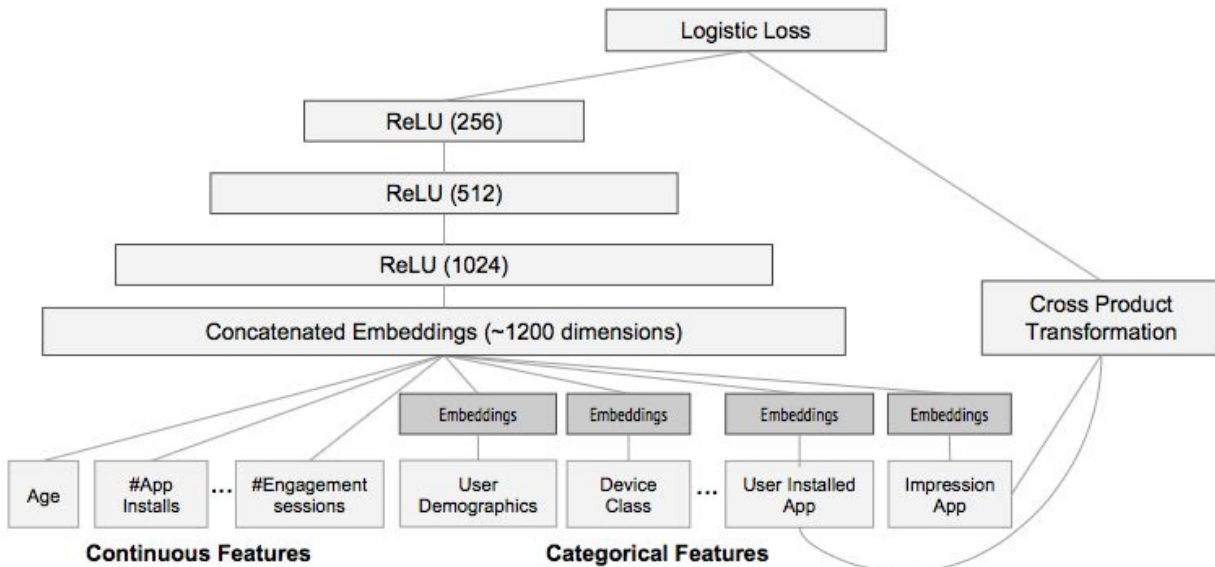 Logistic Loss
ReLU (256)
ReLU (512)
ReLU (1024)
Concatenated Embeddings (~1200 dimensions)
Cross Product
Transformation
Embeddings
Embeddings
Embeddings
Embeddings
Age
#App
Installs
...
#Engagement
sessions
User
Demographics
Device
Class
...
User Installed
App
Impression
App
Continuous Features
Categorical Features